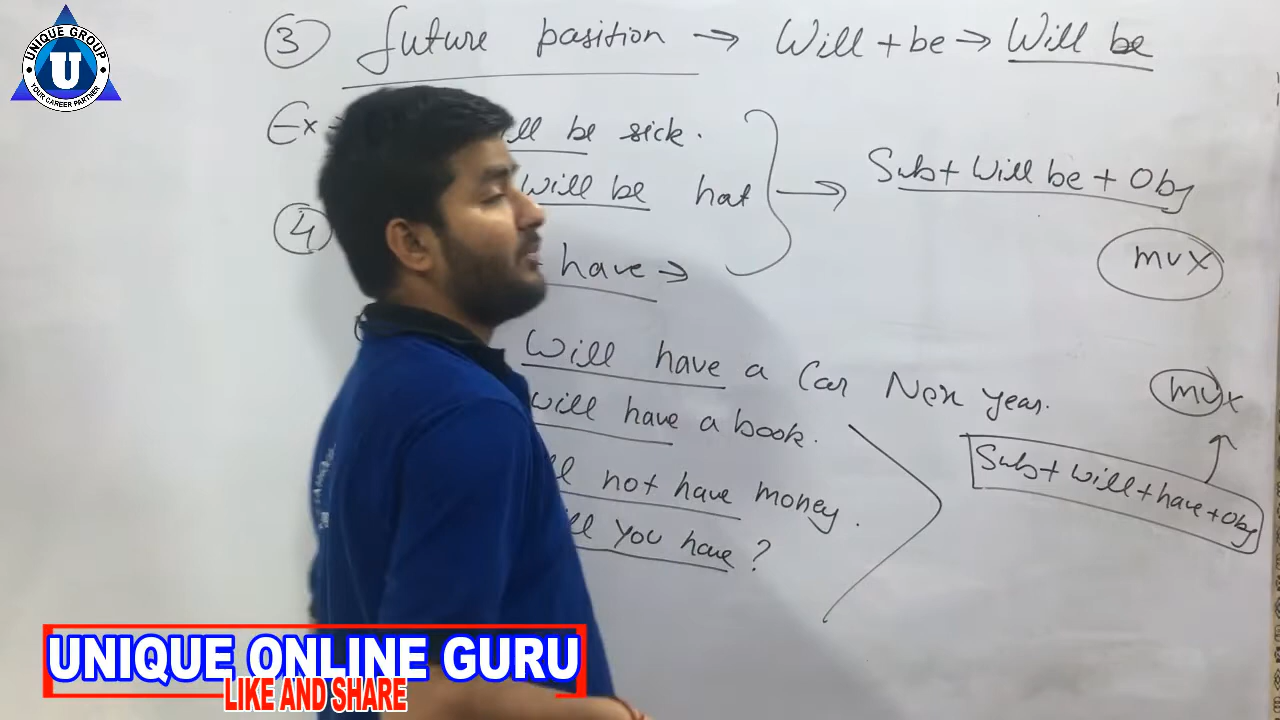 UNIQUE GROUP
U
YOUR CAREER PARTNER
3 future position → Will + be → Will be
Ex be sick.
Will be hot
Sub + Will be + Obj
4 have →
mvx
Will have a Car Nex year.
mvx
will have a book.
Sub + will + have + Obj
not have money.
you have?
UNIQUE ONLINE GURU
LIKE AND SHARE